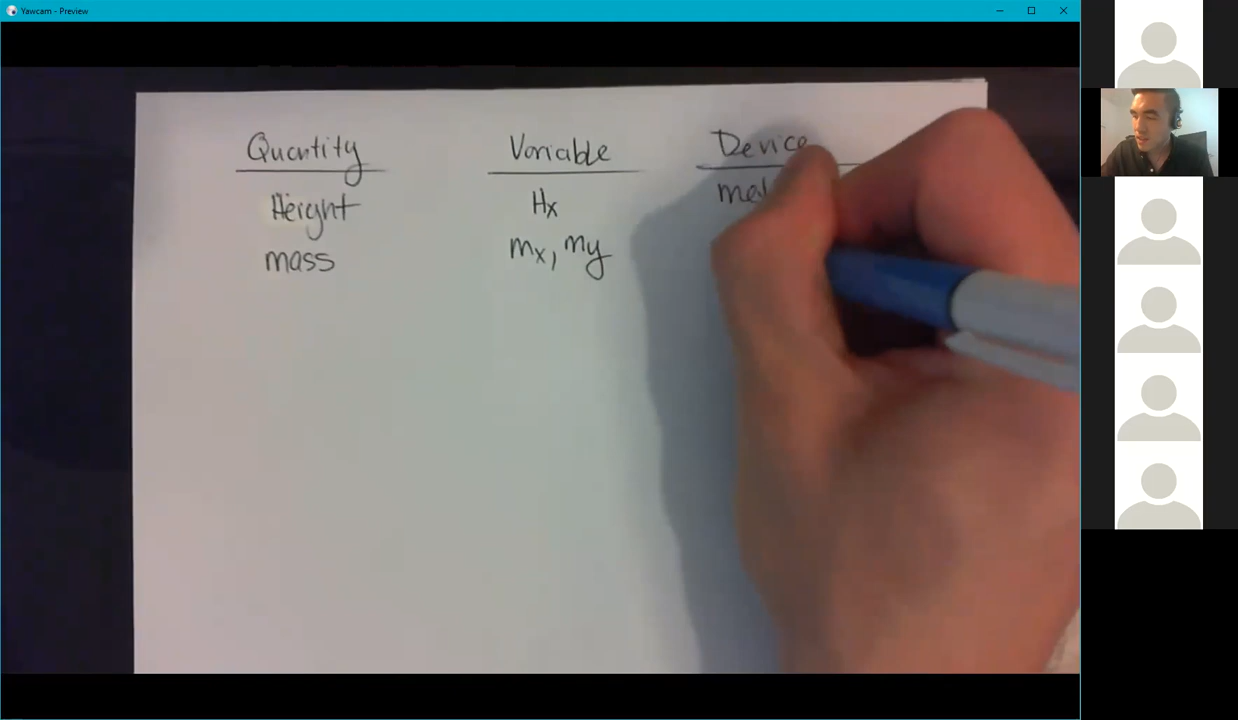 Yawcam - Preview
Quantity Variable Device
Height Hx
mass mx, my